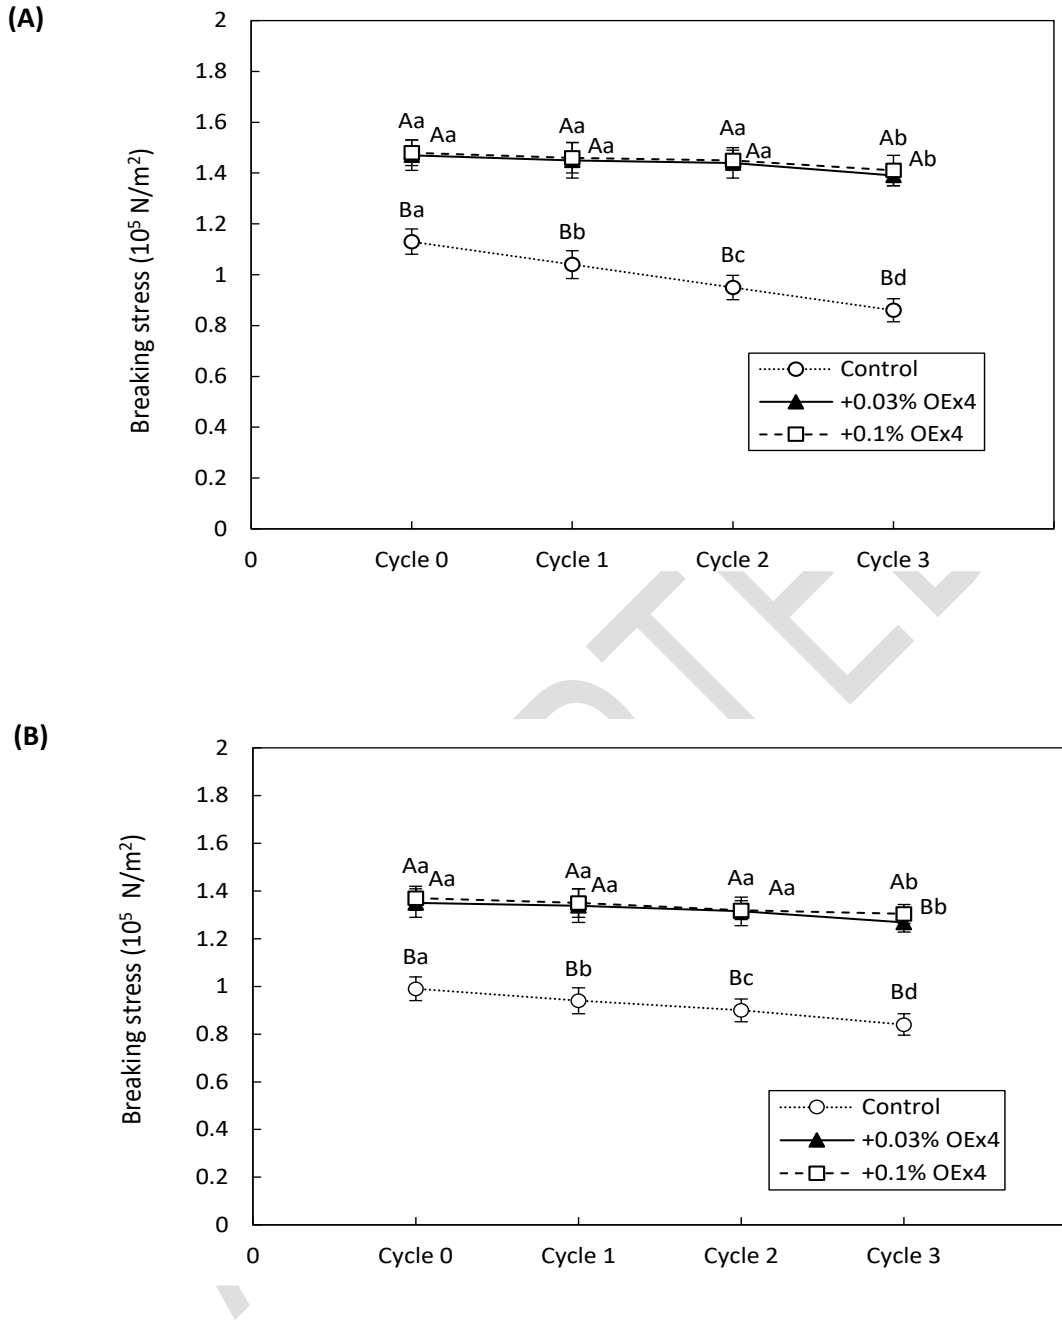 (A)
2
1.8
1.6
1.4
1.2
1
0.8
0.6
0.4
0.2
0
Breaking stress (10⁵ N/m²)
Aa Aa Aa Aa Aa Aa Ab Ab
Ba Bb Bc Bd
Control
+0.03% OEx4
+0.1% OEx4
0 Cycle 0 Cycle 1 Cycle 2 Cycle 3
(B)
2
1.8
1.6
1.4
1.2
1
0.8
0.6
0.4
0.2
0
Breaking stress (10⁵ N/m²)
Aa Aa Aa Aa Aa Aa Ab Bb
Ba Bb Bc Bd
Control
+0.03% OEx4
+0.1% OEx4
0 Cycle 0 Cycle 1 Cycle 2 Cycle 3